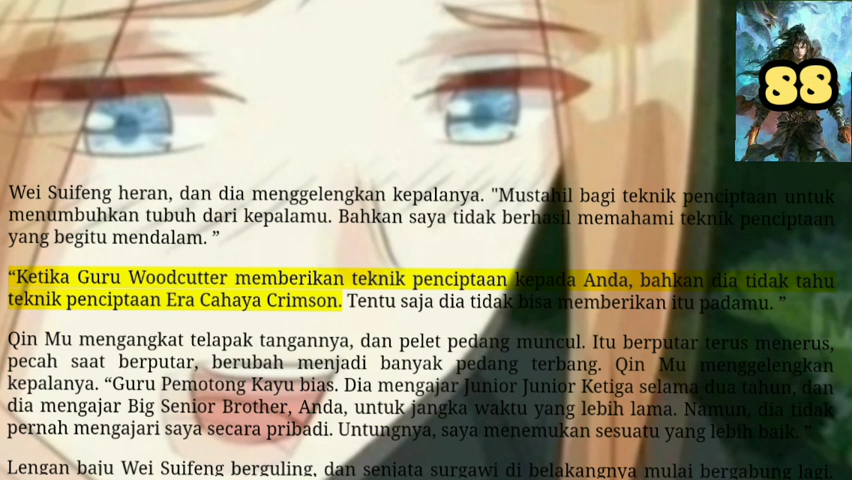 88
Wei Suifeng heran, dan dia menggelengkan kepalanya. "Mustahil bagi teknik penciptaan untuk
menumbuhkan tubuh dari kepalamu. Bahkan saya tidak berhasil memahami teknik penciptaan
yang begitu mendalam. ”
“Ketika Guru Woodcutter memberikan teknik penciptaan kepada Anda, bahkan dia tidak tahu
teknik penciptaan Era Cahaya Crimson. Tentu saja dia tidak bisa memberikan itu padamu. ”
Qin Mu mengangkat telapak tangannya, dan pelet pedang muncul. Itu berputar terus menerus,
pecah saat berputar, berubah menjadi banyak pedang terbang. Qin Mu menggelengkan
kepalanya. “Guru Pemotong Kayu bias. Dia mengajar Junior Junior Ketiga selama dua tahun, dan
dia mengajar Big Senior Brother, Anda, untuk jangka waktu yang lebih lama. Namun, dia tidak
pernah mengajari saya secara pribadi. Untungnya, saya menemukan sesuatu yang lebih baik. ”
Lengan baju Wei Suifeng berguling, dan senjata surgawi di belakangnya mulai bergabung lagi.